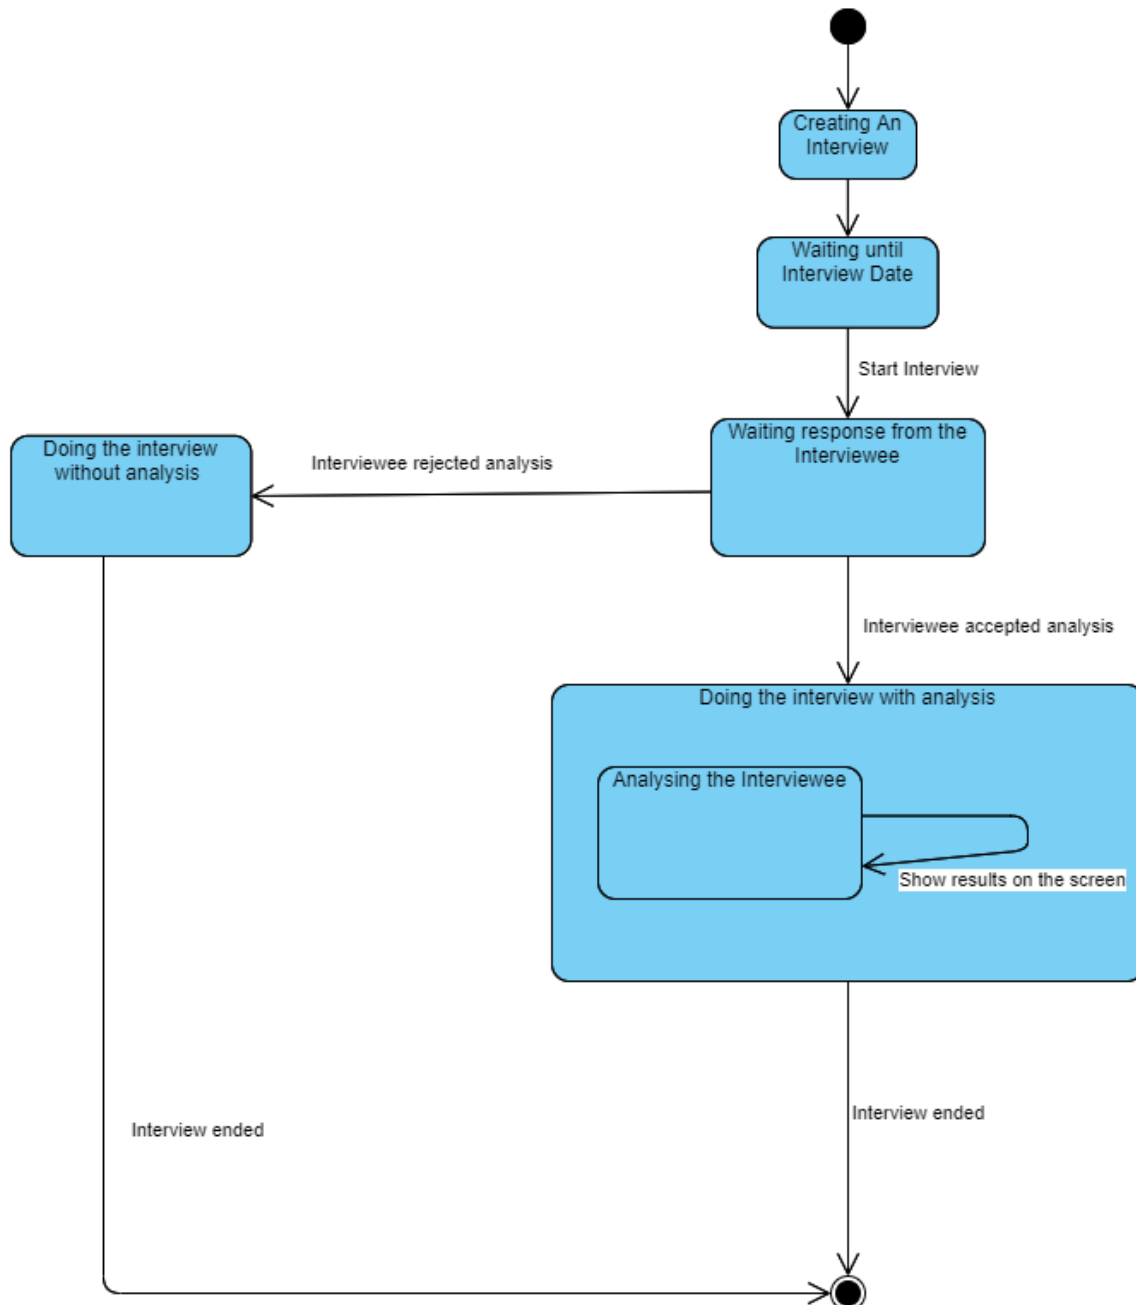 Creating An
Interview
Waiting until
Interview Date
Start Interview
Waiting response from the
Interviewee
Doing the interview
without analysis
Interviewee rejected analysis
Interviewee accepted analysis
Doing the interview with analysis
Analysing the Interviewee
Show results on the screen
Interview ended
Interview ended